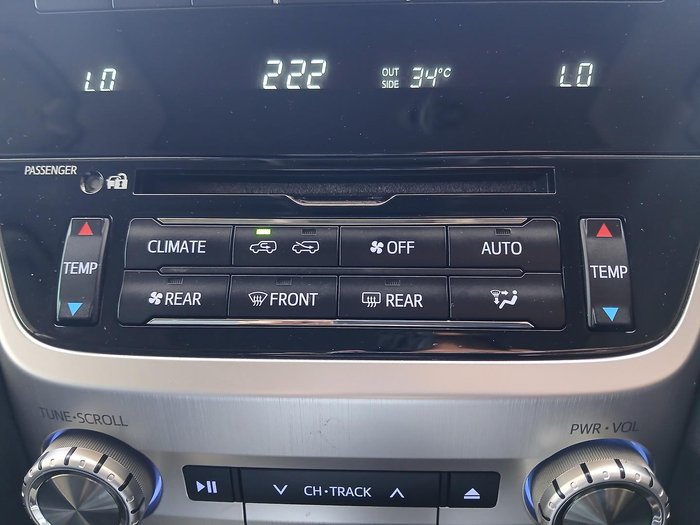 LO 222 OUT SIDE 34°C LO
PASSENGER
CLIMATE OFF AUTO
TEMP TEMP
REAR FRONT REAR
TUNE·SCROLL PWR·VOL
CH·TRACK